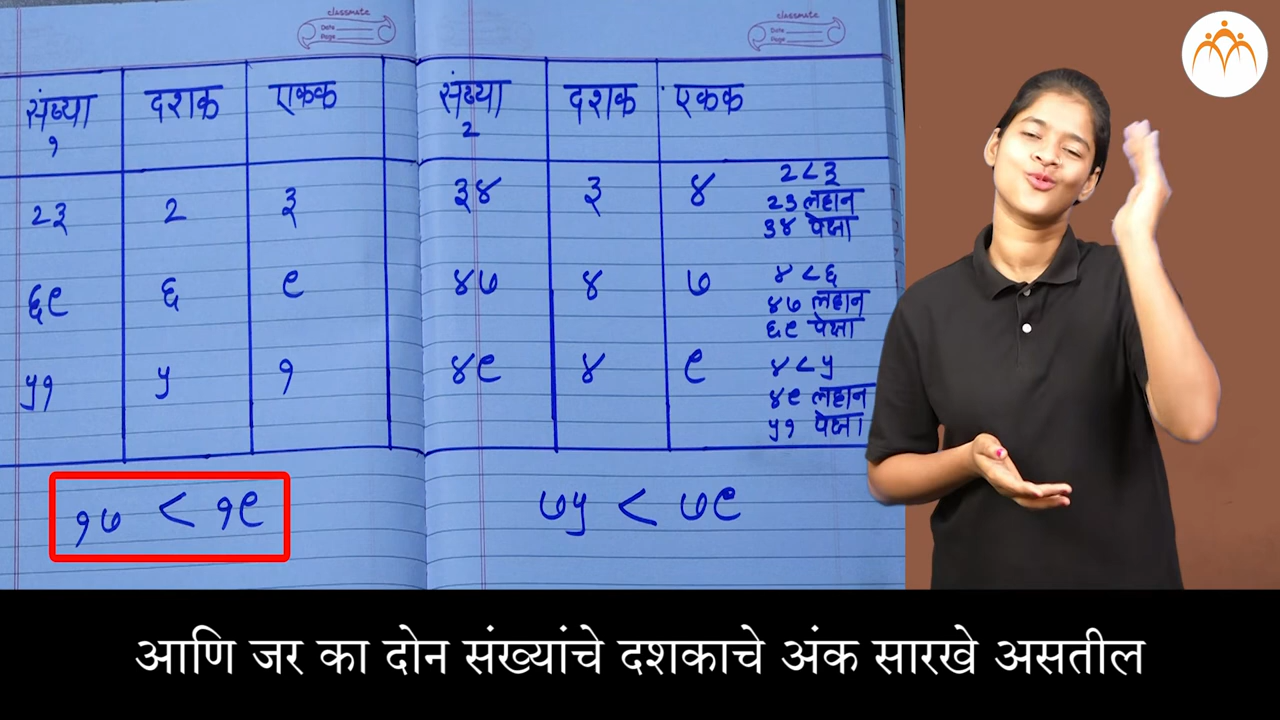 classmate
Date
Page
classmate
Date
Page
संख्या १ दशक एकक संख्या २ दशक एकक
२३ २ ३ ३४ ३ ४ २<३
२३ लहान
३४ पेक्षा
६९ ६ ९ ४७ ४ ७ ४<६
४७ लहान
६९ पेक्षा
५१ ५ १ ४९ ४ ९ ४<५
४९ लहान
५१ पेक्षा
१७ < १९ ७५ < ७९
आणि जर का दोन संख्यांचे दशकाचे अंक सारखे असतील